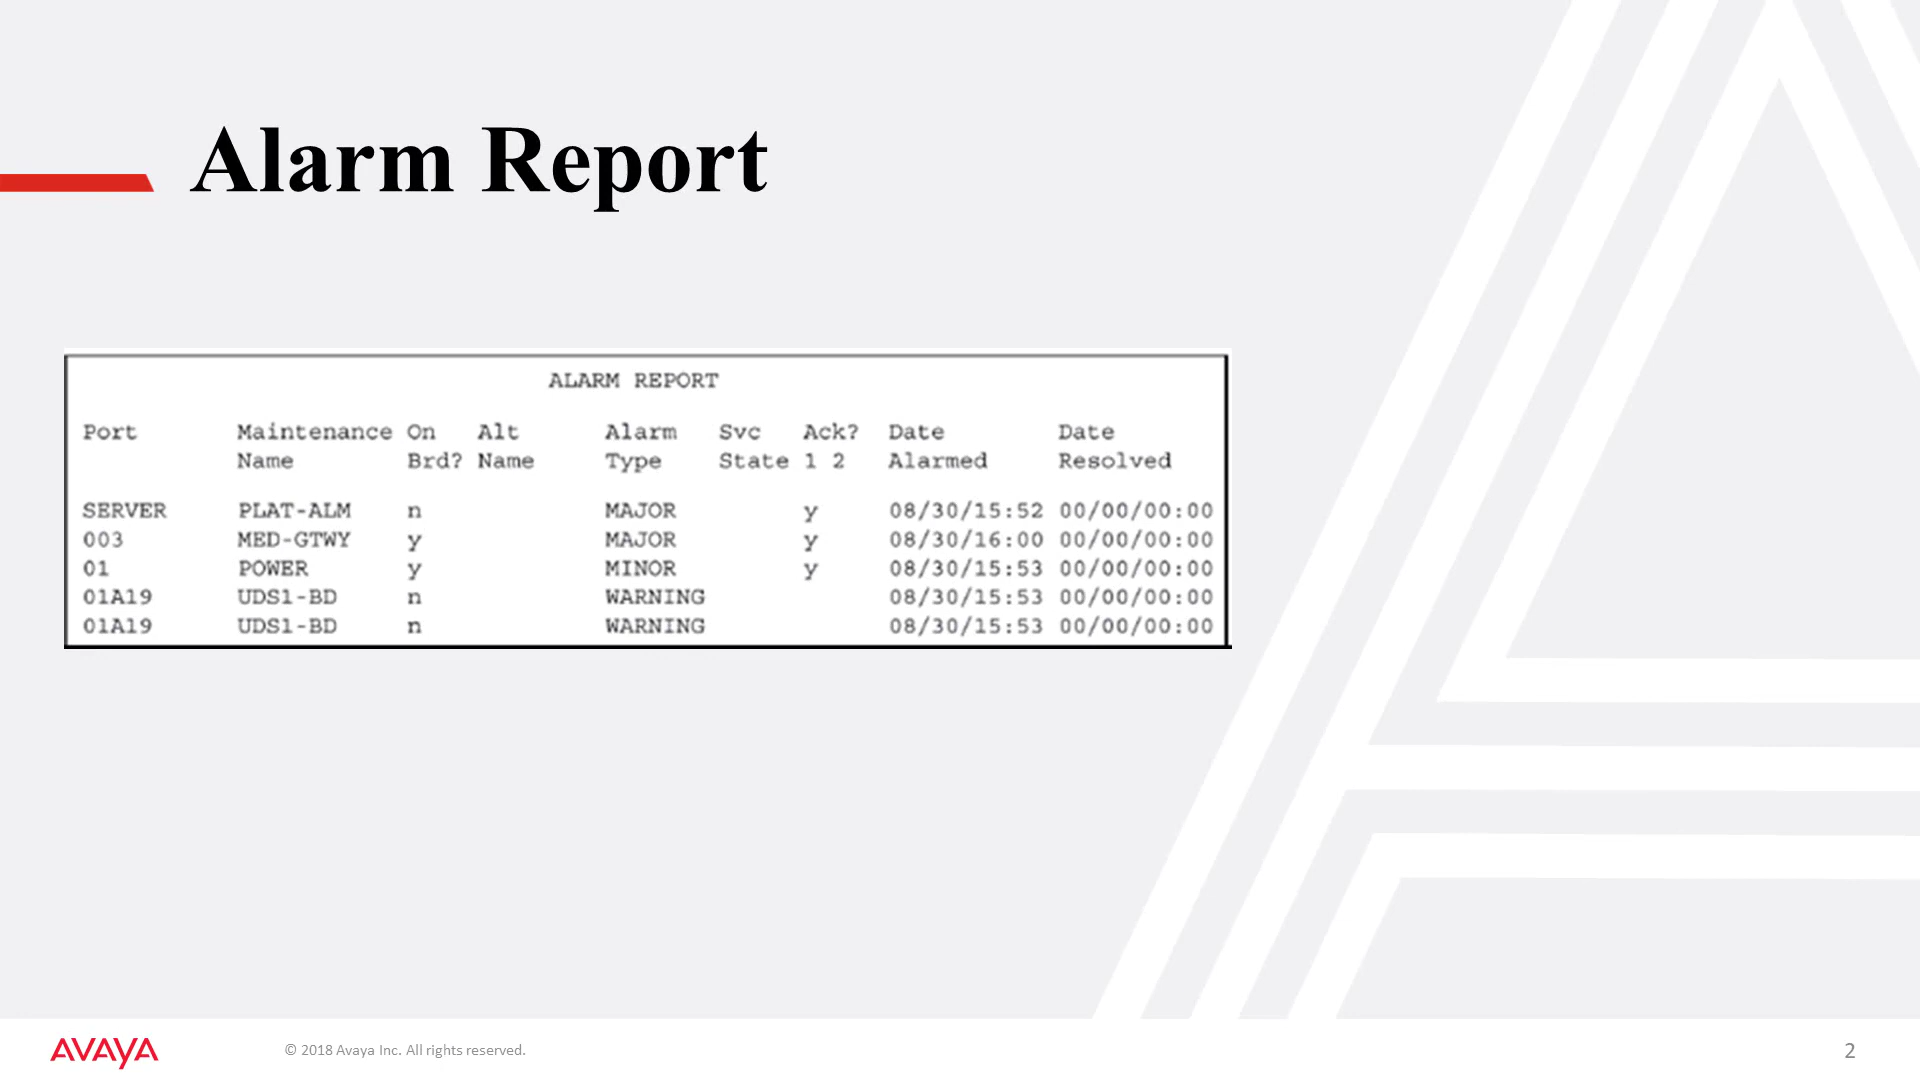 Alarm Report
ALARM REPORT
Port Maintenance On Alt Alarm Svc Ack? Date Date
Name Brd? Name Type State 1 2 Alarmed Resolved
SERVER PLAT-ALM n MAJOR y 08/30/15:52 00/00/00:00
003 MED-GTWY y MAJOR y 08/30/16:00 00/00/00:00
01 POWER y MINOR y 08/30/15:53 00/00/00:00
01A19 UDS1-BD n WARNING 08/30/15:53 00/00/00:00
01A19 UDS1-BD n WARNING 08/30/15:53 00/00/00:00
AVAYA © 2018 Avaya Inc. All rights reserved. 2